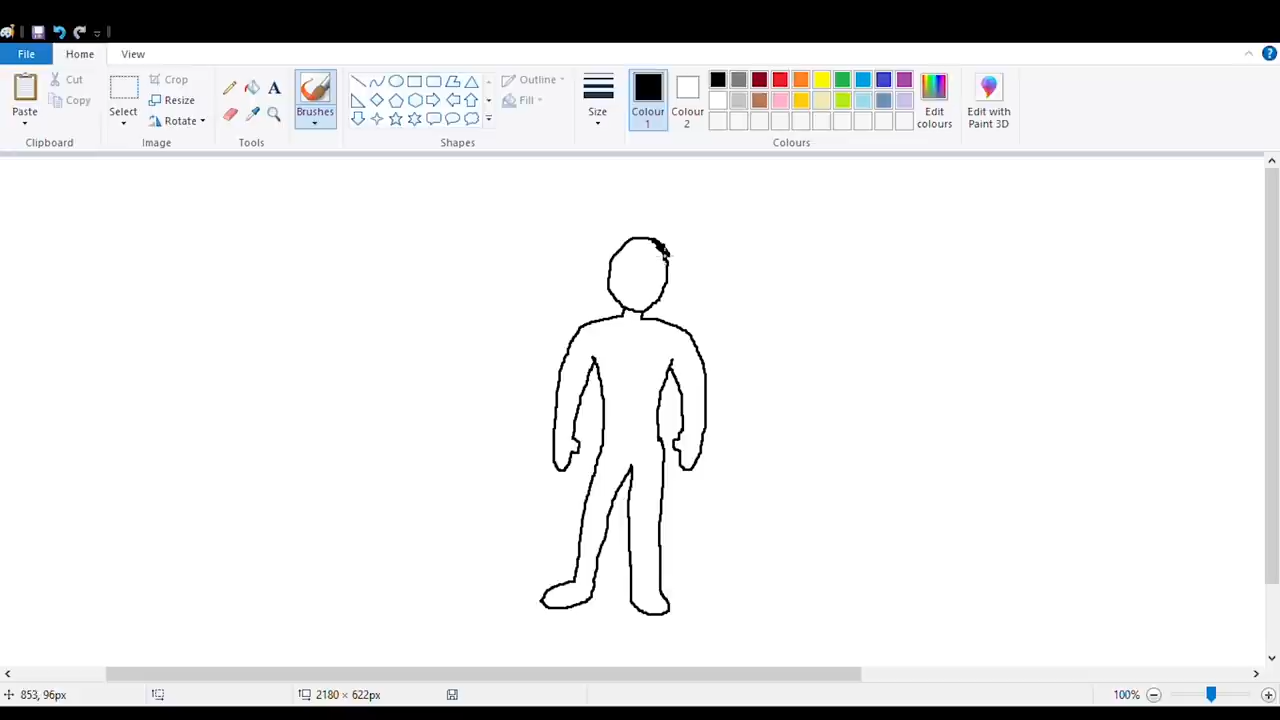 File Home View
Paste
Cut
Copy
Clipboard
Select
Crop
Resize
Rotate
Image
Tools
Brushes
Shapes
Outline
Fill
Size
Colour
1
Colour
2
Edit
colours
Colours
Edit with
Paint 3D
853, 96px
2180 × 622px
100%